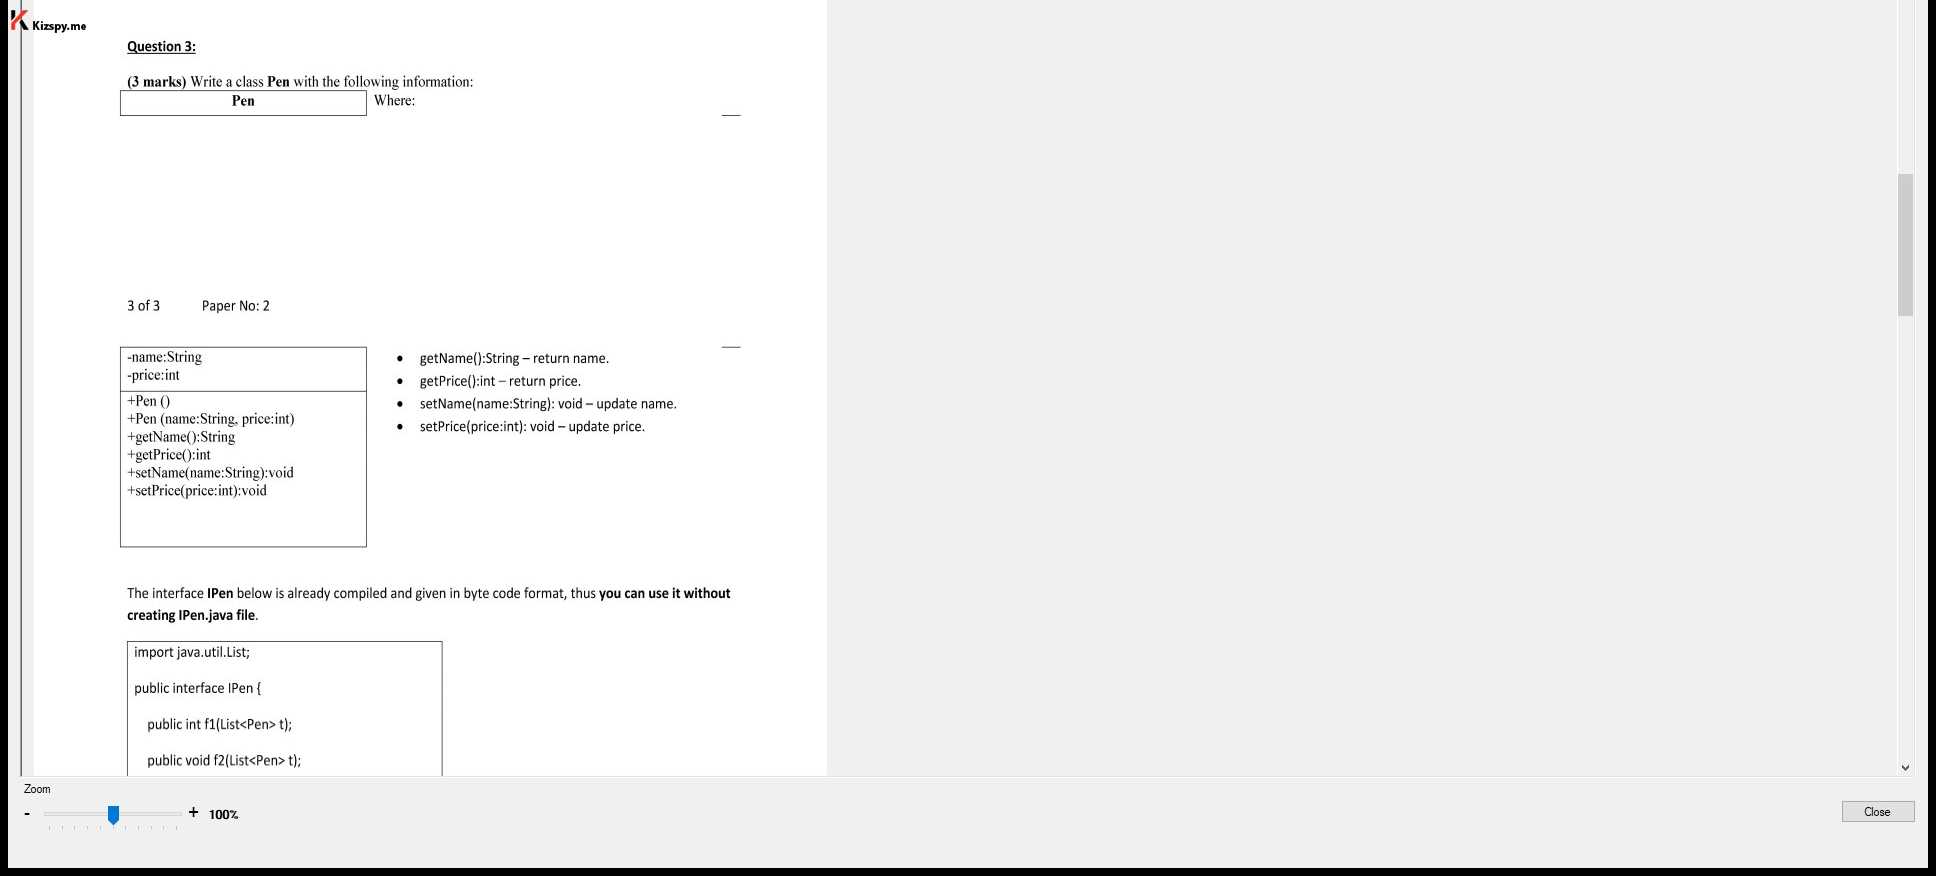 Kizspy.me
Question 3:
(3 marks) Write a class Pen with the following information:
Pen
Where:
3 of 3 Paper No: 2
-name:String
-price:int
+Pen ()
+Pen (name:String, price:int)
+getName():String
+getPrice():int
+setName(name:String):void
+setPrice(price:int):void
• getName():String – return name.
• getPrice():int – return price.
• setName(name:String): void – update name.
• setPrice(price:int): void – update price.
The interface IPen below is already compiled and given in byte code format, thus you can use it without
creating IPen.java file.
import java.util.List;
public interface IPen {
public int f1(List<Pen> t);
public void f2(List<Pen> t);
Zoom
- + 100%
Close